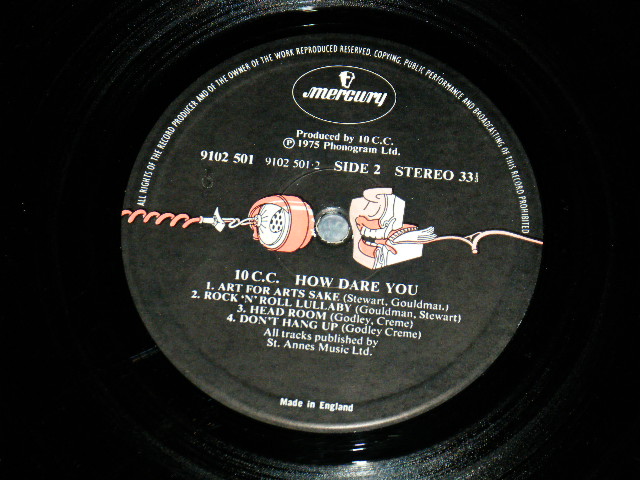 ALL RIGHTS OF THE RECORD PRODUCER AND OF THE OWNER OF THE WORK REPRODUCED RESERVED. COPYING, PUBLIC PERFORMANCE AND BROADCASTING OF THIS RECORD PROHIBITED
mercury
Produced by 10 C.C.
Ⓟ 1975 Phonogram Ltd.
9102 501 9102 501·2 SIDE 2 STEREO 33⅓
10 C.C. HOW DARE YOU
1. ART FOR ARTS SAKE (Stewart, Gouldman)
2. ROCK 'N' ROLL LULLABY (Gouldman, Stewart)
3. HEAD ROOM (Godley, Creme)
4. DON'T HANG UP (Godley Creme)
All tracks published by
St. Annes Music Ltd.
Made in England